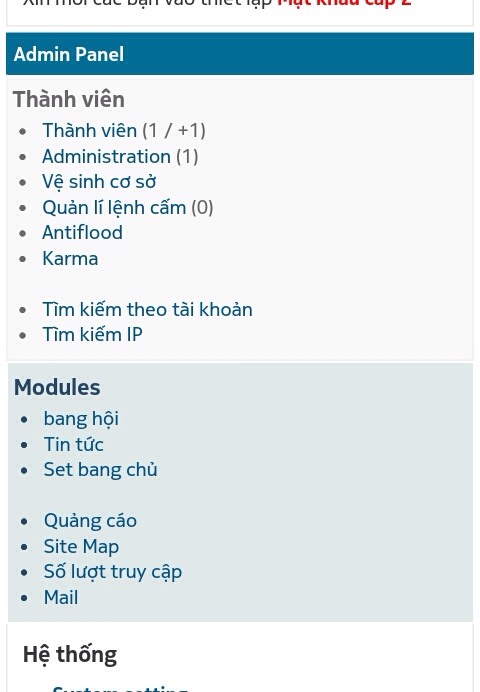 Xin mời các bạn vào thiết lập Mật khẩu cấp 2
Admin Panel
Thành viên
Thành viên (1 / +1)
Administration (1)
Vệ sinh cơ sở
Quản lí lệnh cấm (0)
Antiflood
Karma
Tìm kiếm theo tài khoản
Tìm kiếm IP
Modules
bang hội
Tin tức
Set bang chủ
Quảng cáo
Site Map
Số lượt truy cập
Mail
Hệ thống
System setting